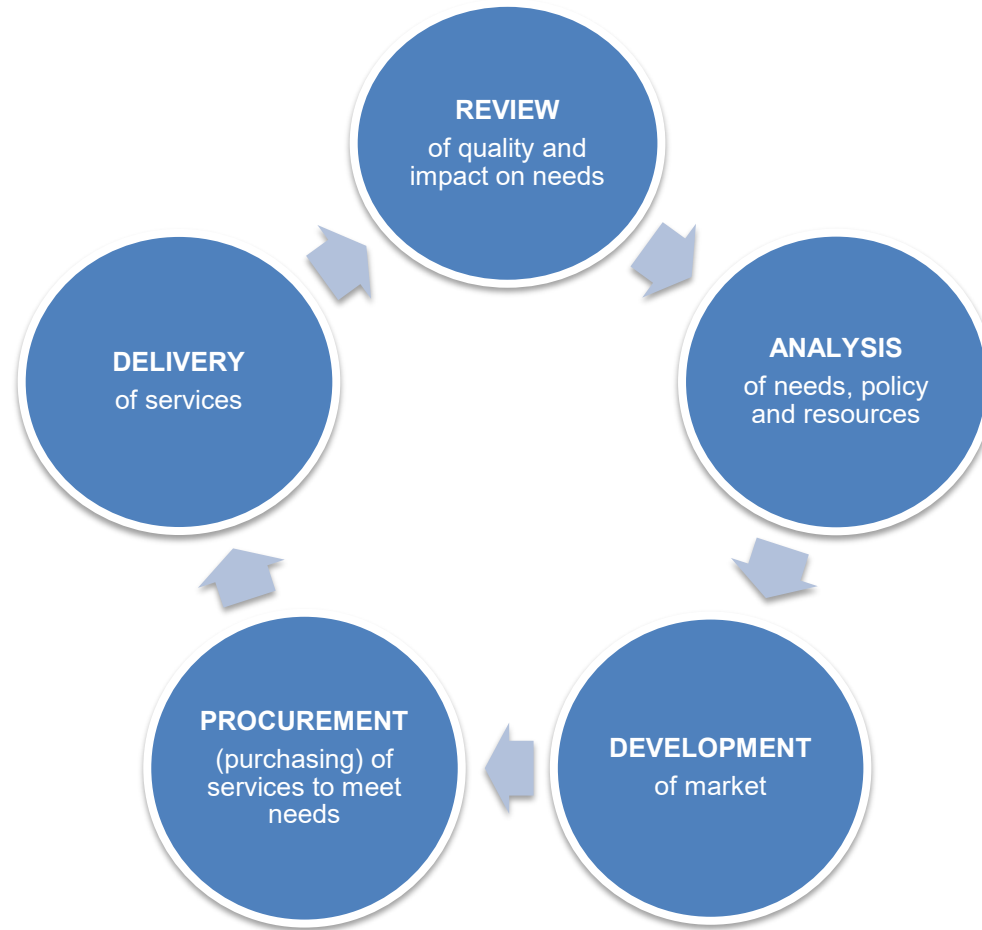 REVIEW
of quality and
impact on needs
ANALYSIS
of needs, policy
and resources
DEVELOPMENT
of market
PROCUREMENT
(purchasing) of
services to meet
needs
DELIVERY
of services